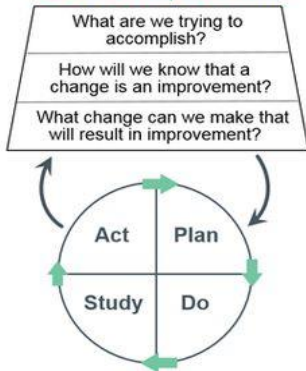 What are we trying to
accomplish?
How will we know that a
change is an improvement?
What change can we make that
will result in improvement?
Act
Plan
Study
Do